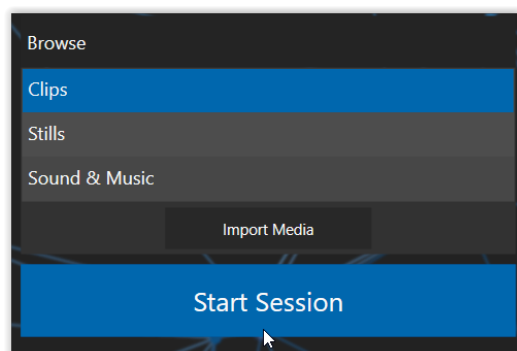 Browse
Clips
Stills
Sound & Music
Import Media
Start Session